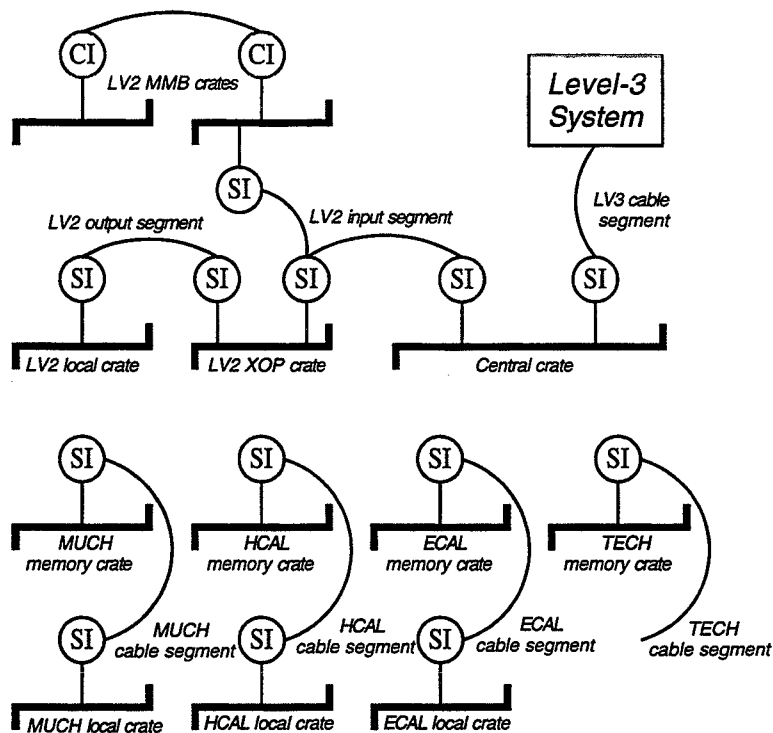 CI
CI
LV2 MMB crates
Level-3
System
SI
LV2 output segment
LV2 input segment
LV3 cable
segment
SI
SI
SI
SI
SI
LV2 local crate
LV2 XOP crate
Central crate
SI
SI
SI
SI
MUCH
memory crate
HCAL
memory crate
ECAL
memory crate
TECH
memory crate
SI
MUCH
cable segment
SI
HCAL
cable segment
SI
ECAL
cable segment
TECH
cable segment
MUCH local crate
HCAL local crate
ECAL local crate